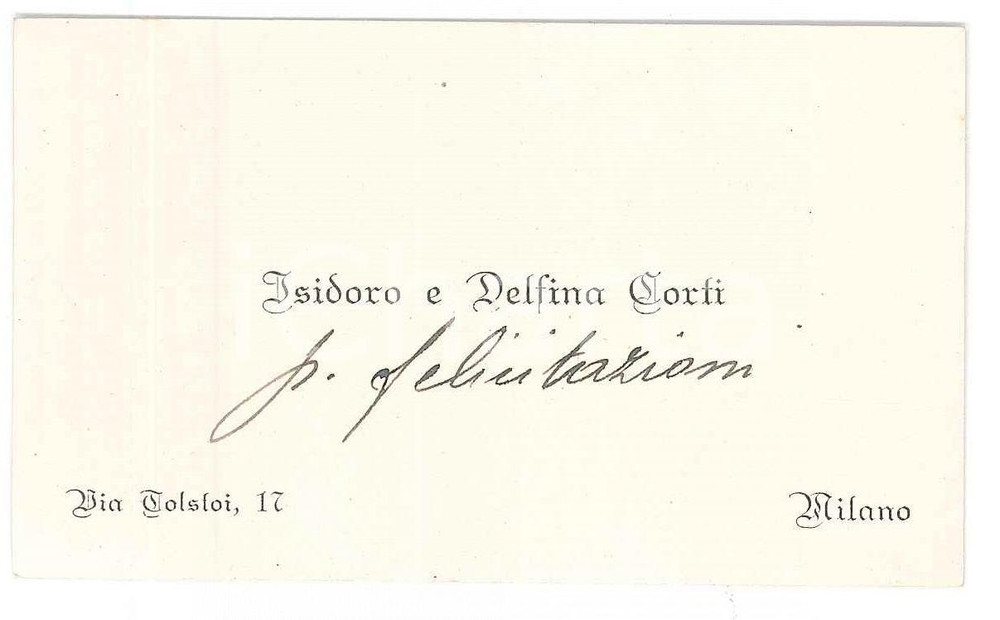 Isidoro e Delfina Corti
p. felicitazioni
Via Tolstoi, 17
Milano